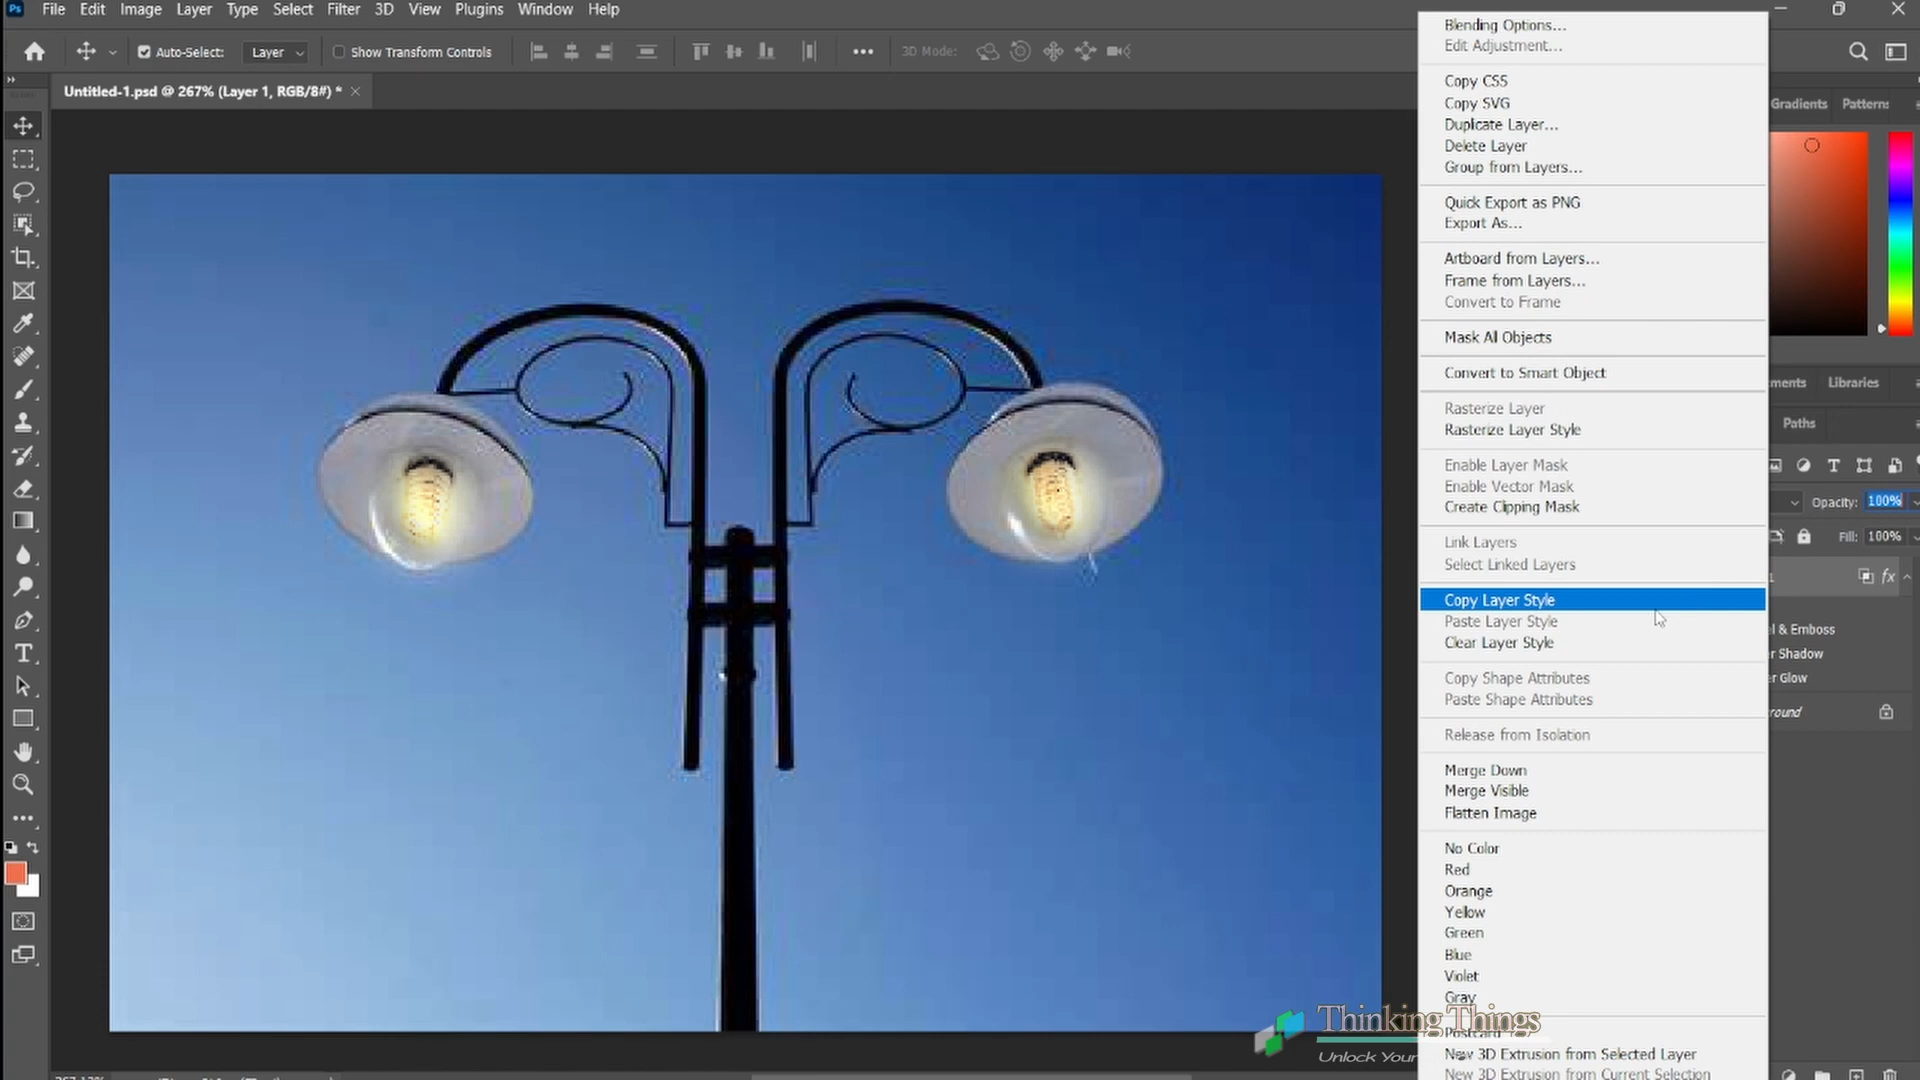 Ps File Edit Image Layer Type Select Filter 3D View Plugins Window Help
Auto-Select: Layer Show Transform Controls 3D Mode:
Untitled-1.psd @ 267% (Layer 1, RGB/8#) *
Blending Options...
Edit Adjustment...
Copy CSS
Copy SVG
Duplicate Layer...
Delete Layer
Group from Layers...
Quick Export as PNG
Export As...
Artboard from Layers...
Frame from Layers...
Convert to Frame
Mask All Objects
Convert to Smart Object
Rasterize Layer
Rasterize Layer Style
Enable Layer Mask
Enable Vector Mask
Create Clipping Mask
Link Layers
Select Linked Layers
Copy Layer Style
Paste Layer Style
Clear Layer Style
Copy Shape Attributes
Paste Shape Attributes
Release from Isolation
Merge Down
Merge Visible
Flatten Image
No Color
Red
Orange
Yellow
Green
Blue
Violet
Gray
Postcard
New 3D Extrusion from Selected Layer
New 3D Extrusion from Current Selection
Gradients Patterns
ments Libraries
Paths
Opacity: 100%
Fill: 100%
1 fx
el & Emboss
er Shadow
er Glow
round
Thinking Things
Unlock Your